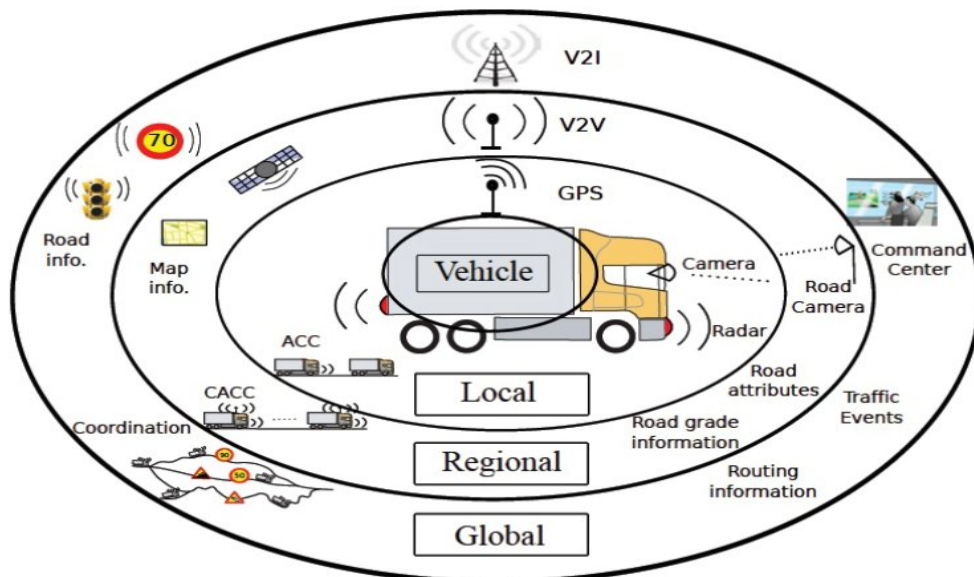 V2I
V2V
70
GPS
Road
info.
Map
info.
Vehicle
Camera
Command
Center
Road
Camera
Radar
ACC
Local
Road
attributes
CACC
Traffic
Events
Coordination
Road grade
information
Regional
Routing
information
50
Global